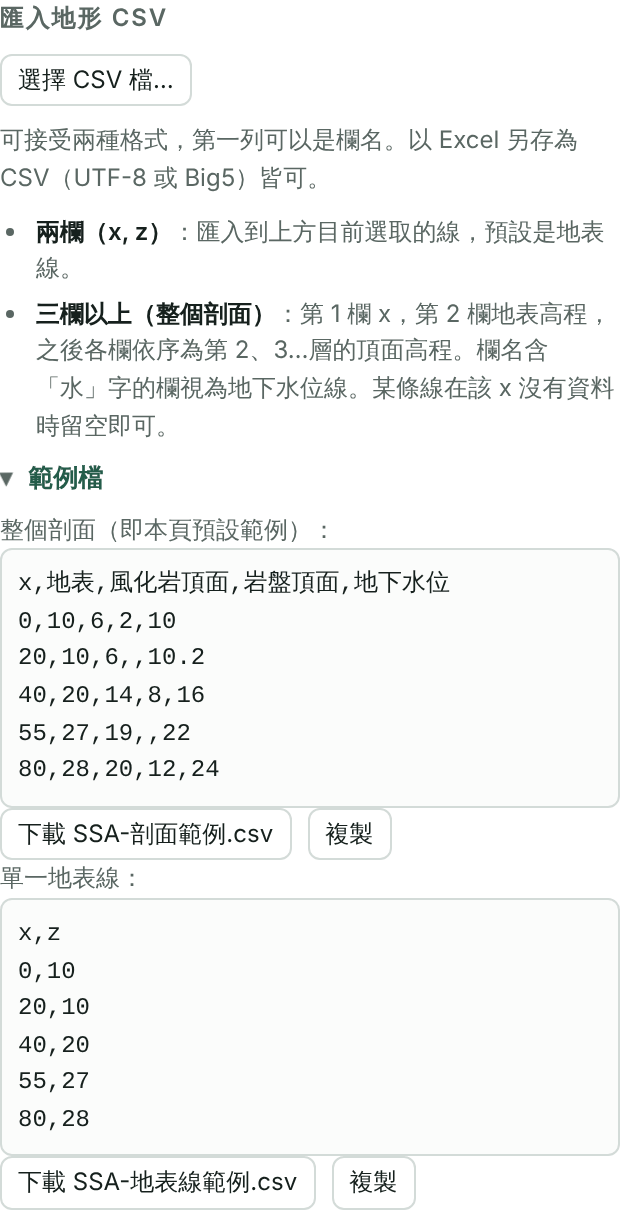 匯入地形 CSV
選擇 CSV 檔...
可接受兩種格式，第一列可以是欄名。以 Excel 另存為
CSV（UTF-8 或 Big5）皆可。
• 兩欄（x, z）：匯入到上方目前選取的線，預設是地表
線。
• 三欄以上（整個剖面）：第 1 欄 x，第 2 欄地表高程，
之後各欄依序為第 2、3...層的頂面高程。欄名含
「水」字的欄視為地下水位線。某條線在該 x 沒有資料
時留空即可。
▼ 範例檔
整個剖面（即本頁預設範例）：
x,地表,風化岩頂面,岩盤頂面,地下水位
0,10,6,2,10
20,10,6,,10.2
40,20,14,8,16
55,27,19,,22
80,28,20,12,24
下載 SSA-剖面範例.csv 複製
單一地表線：
x,z
0,10
20,10
40,20
55,27
80,28
下載 SSA-地表線範例.csv 複製